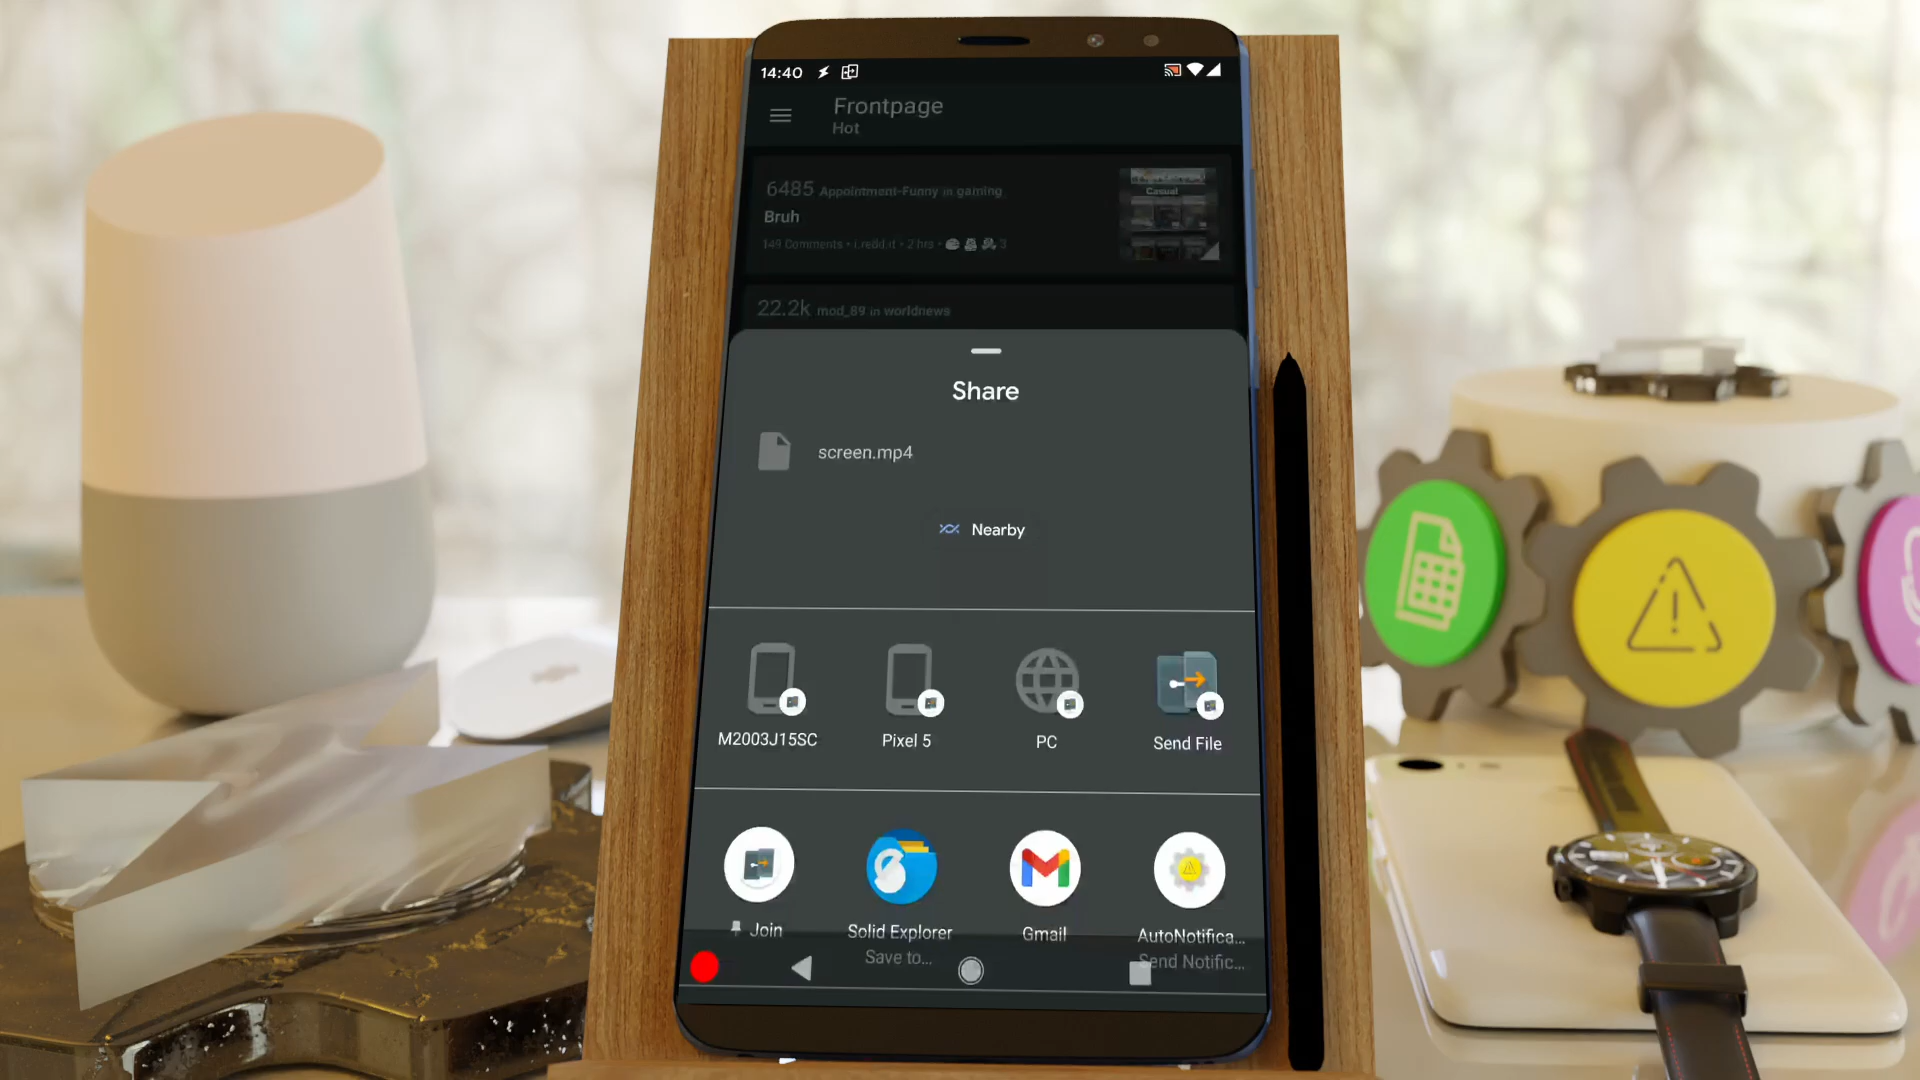 14:40
Frontpage
Hot
6485 Appointment-Funny in gaming
Casual
Bruh
149 Comments • i.redd.it • 2 hrs • 3
22.2k mod_89 in worldnews
Share
screen.mp4
Nearby
M2003J15SC
Pixel 5
PC
Send File
Join
Solid Explorer
Save to...
Gmail
AutoNotifica...
Send Notific...